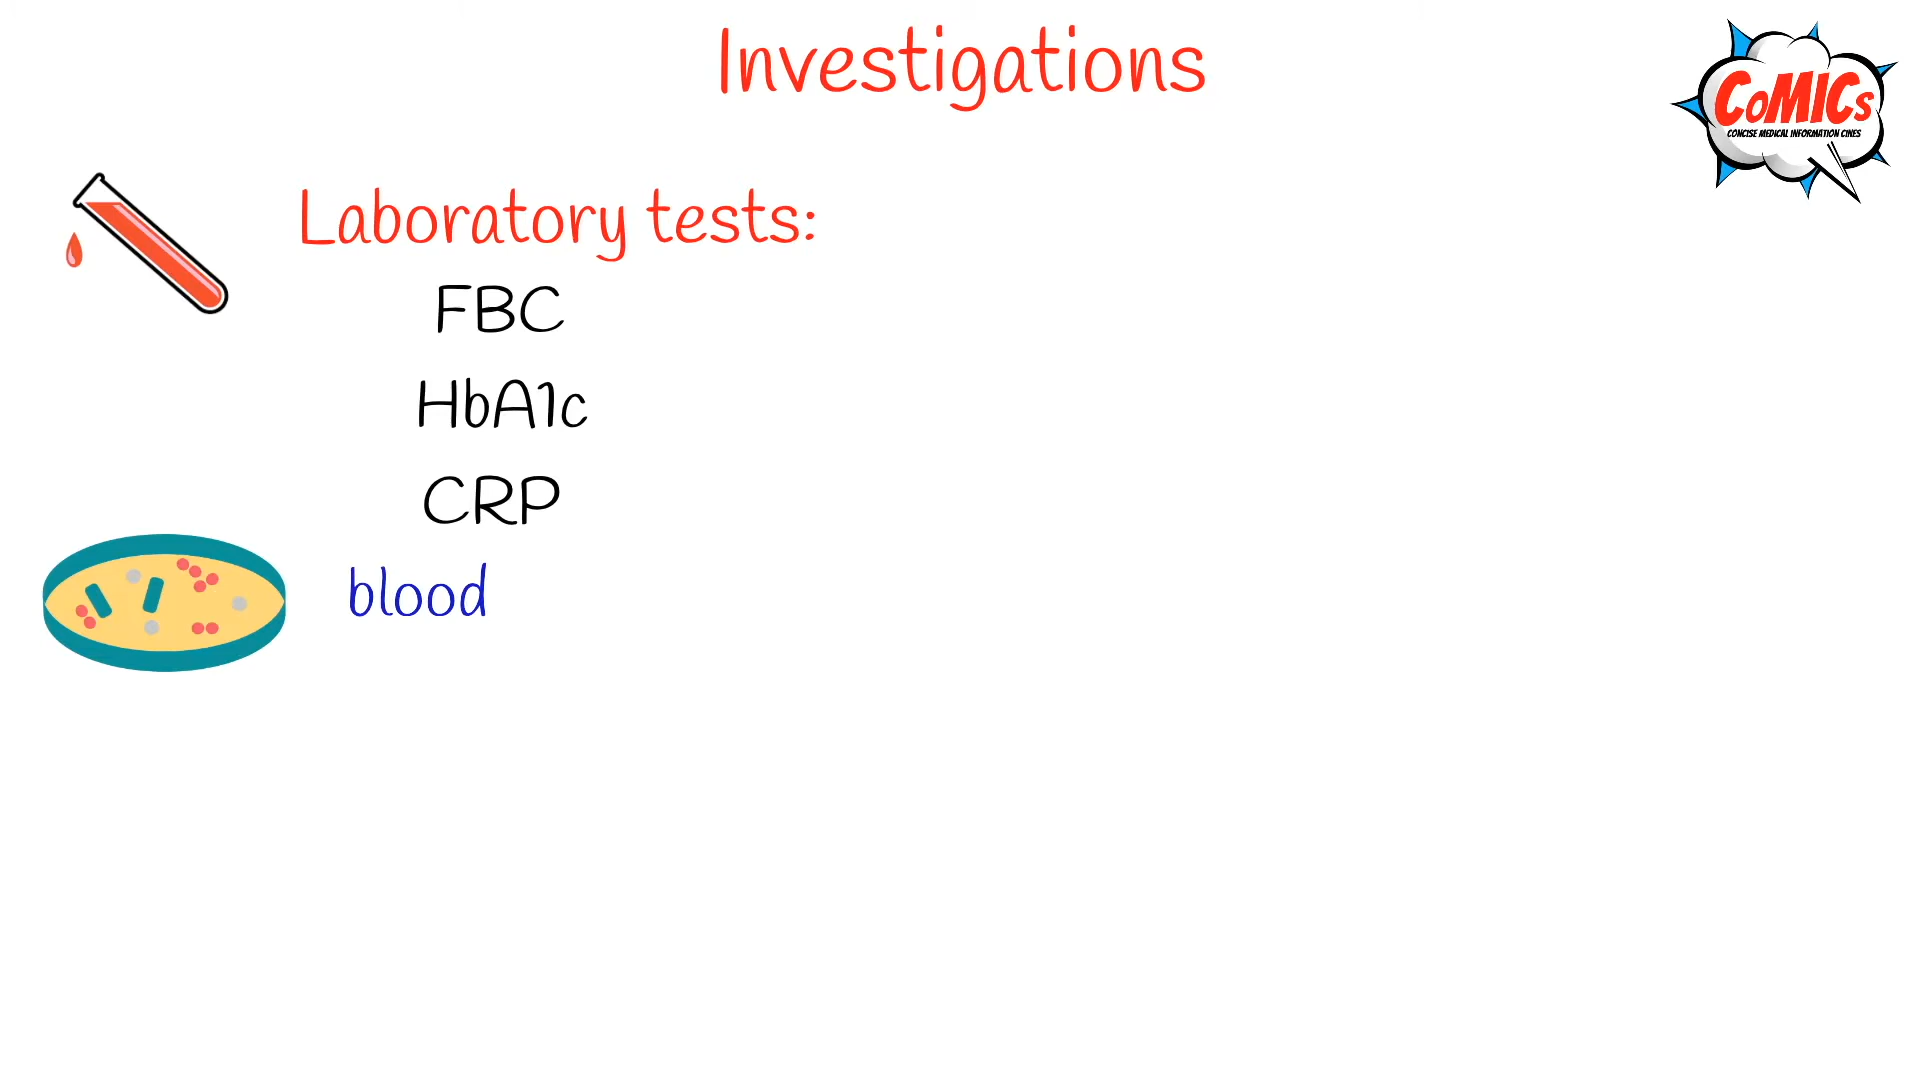 Investigations
CoMICs
CONCISE MEDICAL INFORMATION CINES
Laboratory tests:
FBC
HbA1c
CRP
blood